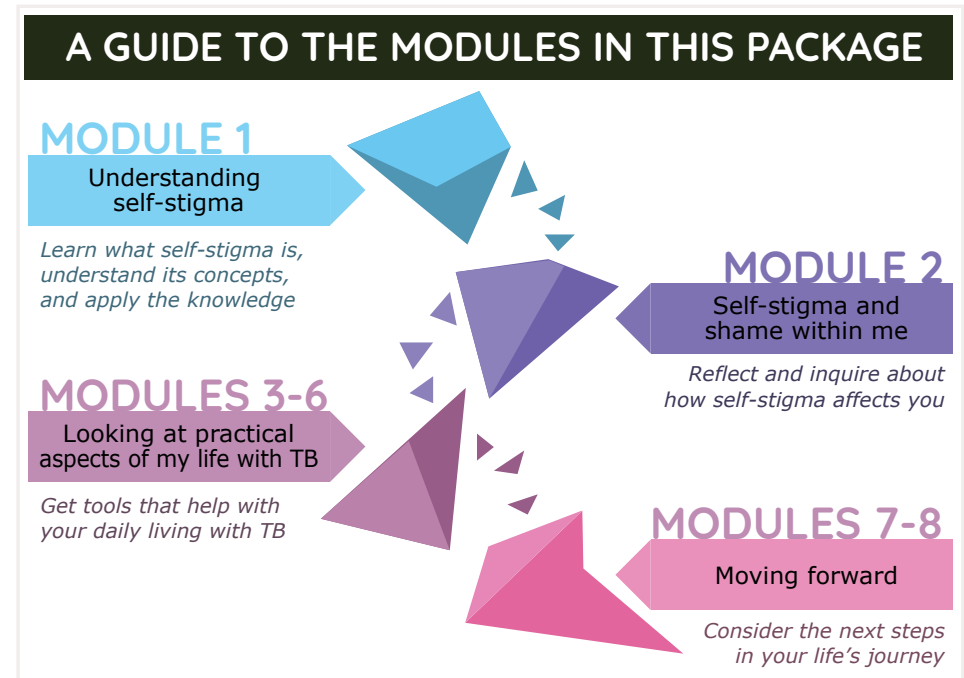 A GUIDE TO THE MODULES IN THIS PACKAGE
MODULE 1
Understanding
self-stigma
Learn what self-stigma is,
understand its concepts,
and apply the knowledge
MODULE 2
Self-stigma and
shame within me
Reflect and inquire about
how self-stigma affects you
MODULES 3-6
Looking at practical
aspects of my life with TB
Get tools that help with
your daily living with TB
MODULES 7-8
Moving forward
Consider the next steps
in your life’s journey